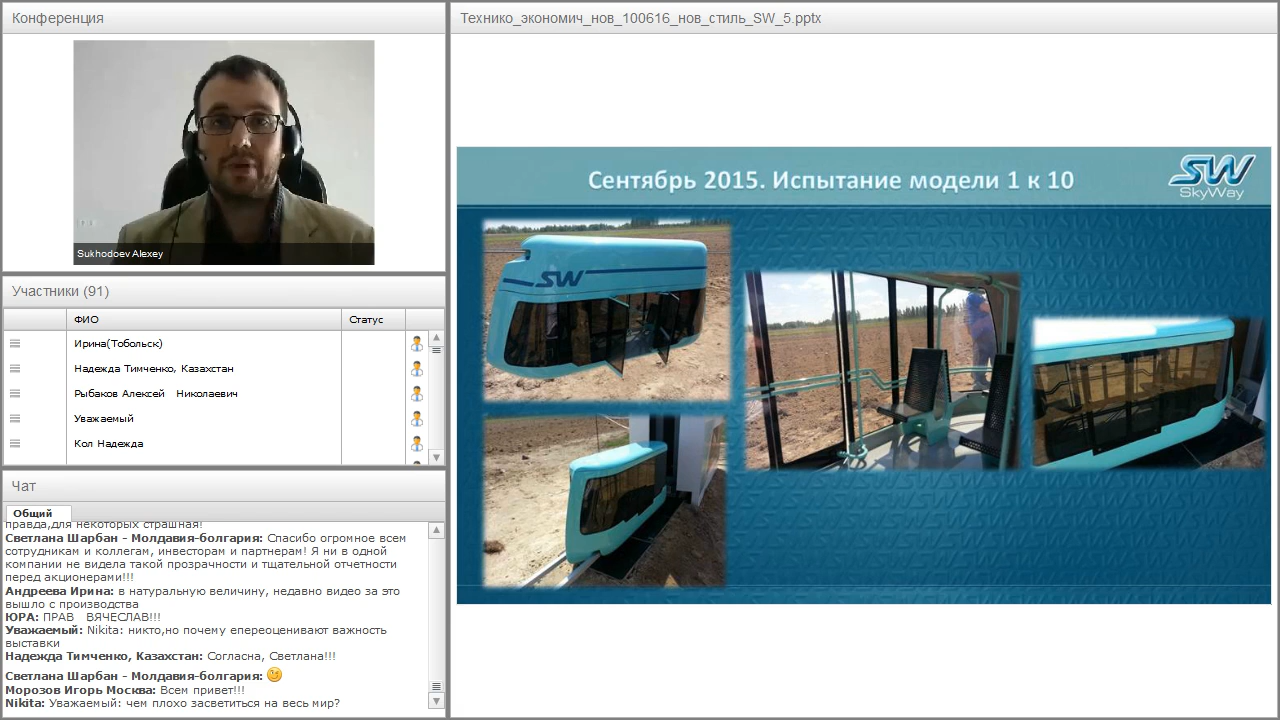 Конференция
Sukhodoev Alexey
Участники (91)
ФИО Статус
Ирина(Тобольск)
Надежда Тимченко, Казахстан
Рыбаков Алексей Николаевич
Уважаемый
Кол Надежда
Чат
Общий
правда,для некоторых страшная!
Светлана Шарбан - Молдавия-болгария: Спасибо огромное всем
сотрудникам и коллегам, инвесторам и партнерам! Я ни в одной
компании не видела такой прозрачности и тщательной отчетности
перед акционерами!!!
Андреева Ирина: в натуральную величину, недавно видео за это
вышло с производства
ЮРА: ПРАВ ВЯЧЕСЛАВ!!!
Уважаемый: Nikita: никто,но почему епереоценивают важность
выставки
Надежда Тимченко, Казахстан: Согласна, Светлана!!!
Светлана Шарбан - Молдавия-болгария:
Морозов Игорь Москва: Всем привет!!!
Nikita: Уважаемый: чем плохо засветиться на весь мир?
Технико_экономич_нов_100616_нов_стиль_SW_5.pptx
Сентябрь 2015. Испытание модели 1 к 10
SW
SkyWay
SW